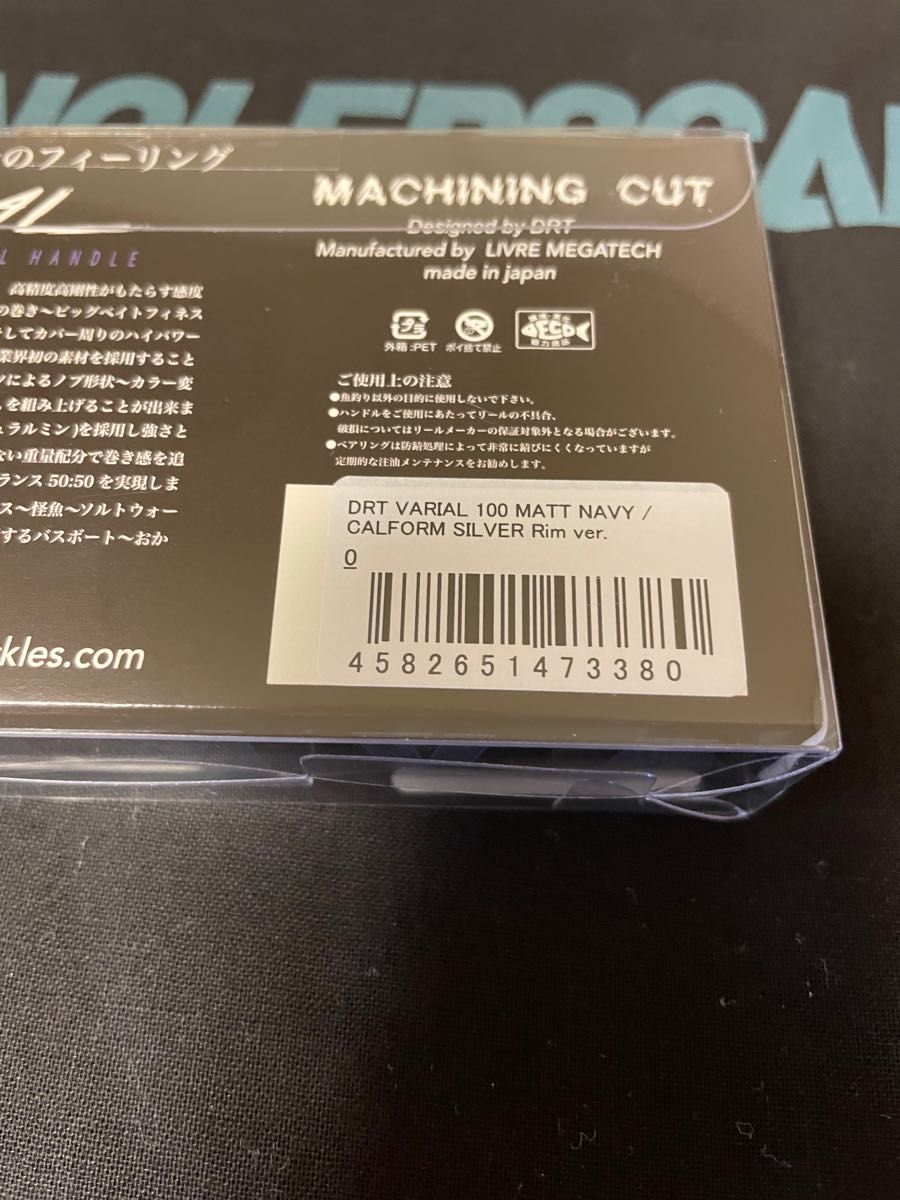 のフィーリング
MACHINING CUT
Designed by DRT
Manufactured by LIVRE MEGATECH
made in japan
L HANDLE
高精度高剛性がもたらす感度
の巻き〜ビッグベイトフィネス
してカバー周りのハイパワー
業界初の素材を採用すること
によるノブ形状〜カラー変
を組み上げることが出来ま
ュラルミン)を採用し強さと
ない重量配分で巻き感を追
ランス 50:50 を実現しま
ス〜怪魚〜ソルトウォー
するバスボート〜おか
kles.com
プラ
外箱:PET
ポイ捨て禁止
環境・変化
ECO
戦力商品
ご使用上の注意
●魚釣り以外の目的に使用しないで下さい。
●ハンドルをご使用にあたってリールの不具合、
破損についてはリールメーカーの保証対象外となる場合がございます。
●ベアリングは防錆処理によって非常に錆びにくくなっていますが
定期的な注油メンテナンスをお勧めします。
DRT VARIAL 100 MATT NAVY /
CALFORM SILVER Rim ver.
0
4582651473380